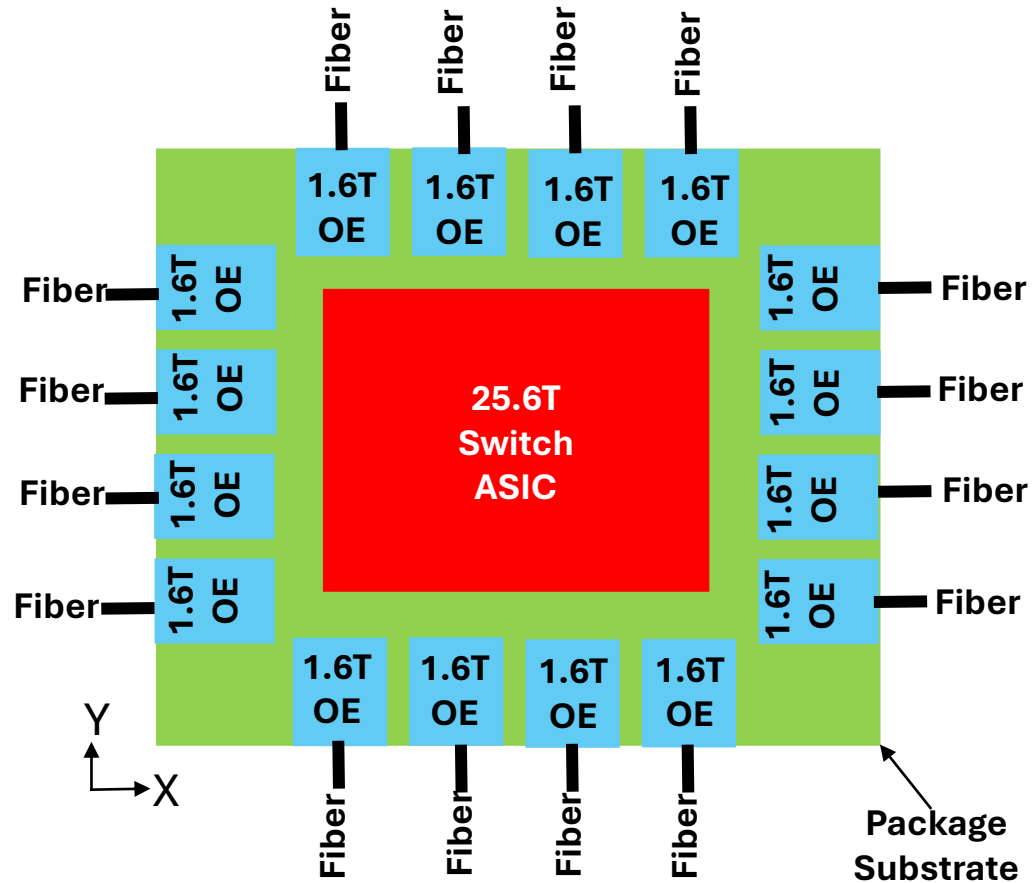 Fiber
Fiber
Fiber
Fiber
1.6T
OE
1.6T
OE
1.6T
OE
1.6T
OE
Fiber
1.6T
OE
1.6T
OE
Fiber
Fiber
1.6T
OE
1.6T
OE
Fiber
25.6T
Switch
ASIC
Fiber
1.6T
OE
1.6T
OE
Fiber
Fiber
1.6T
OE
1.6T
OE
Fiber
1.6T
OE
1.6T
OE
1.6T
OE
1.6T
OE
Y
X
Fiber
Fiber
Fiber
Fiber
Package
Substrate